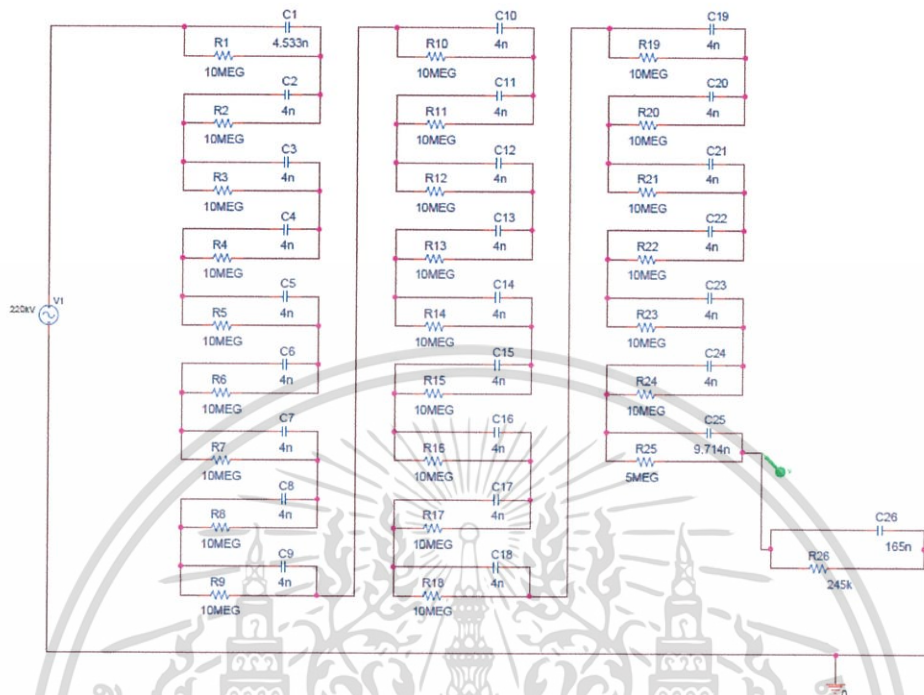 C1
R1
4.533n
10MEG
C2
R2
4n
10MEG
C3
R3
4n
10MEG
C4
R4
4n
10MEG
C5
R5
4n
10MEG
C6
R6
4n
10MEG
C7
R7
4n
10MEG
C8
R8
4n
10MEG
C9
R9
4n
10MEG
C10
R10
4n
10MEG
C11
R11
4n
10MEG
C12
R12
4n
10MEG
C13
R13
4n
10MEG
C14
R14
4n
10MEG
C15
R15
4n
10MEG
C16
R16
4n
10MEG
C17
R17
4n
10MEG
C18
R18
4n
10MEG
C19
R19
4n
10MEG
C20
R20
4n
10MEG
C21
R21
4n
10MEG
C22
R22
4n
10MEG
C23
R23
4n
10MEG
C24
R24
4n
10MEG
C25
R25
9.714n
5MEG
V1
220kV
V
C26
R26
165n
245k
0